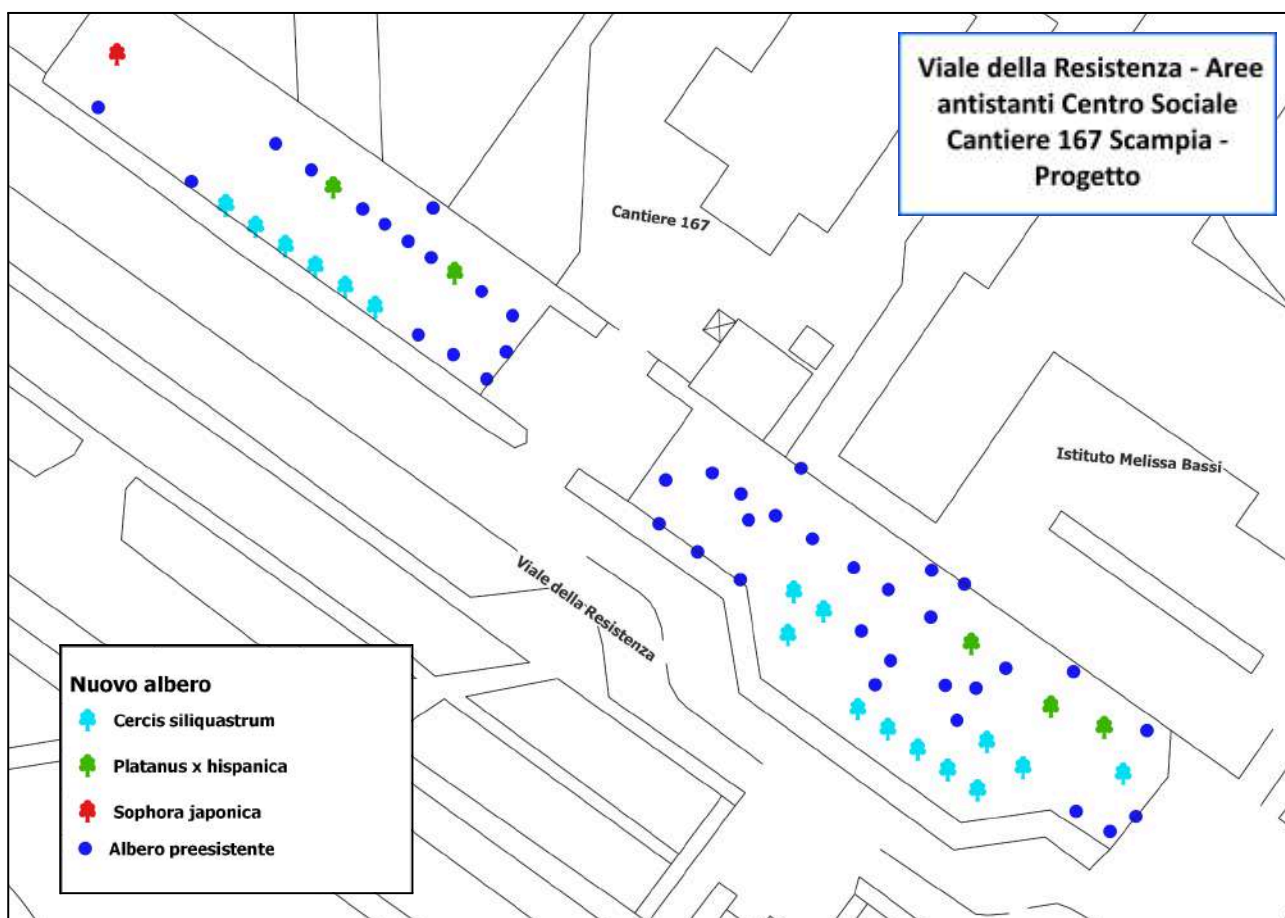 Viale della Resistenza - Aree
antistanti Centro Sociale
Cantiere 167 Scampia -
Progetto
Cantiere 167
Istituto Melissa Bassi
Viale della Resistenza
Nuovo albero
Cercis siliquastrum
Platanus x hispanica
Sophora japonica
Albero preesistente